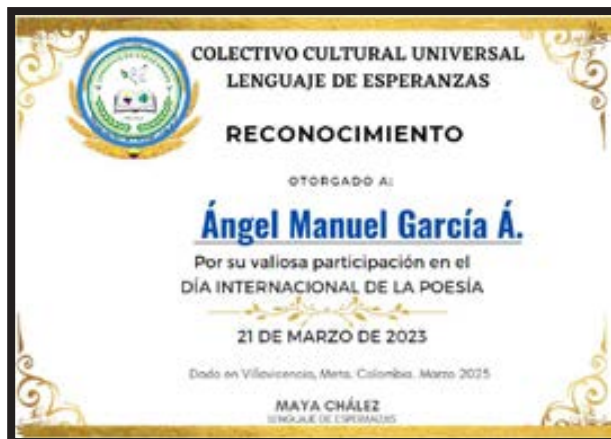 COLECTIVO CULTURAL UNIVERSAL
LENGUAJE DE ESPERANZAS
RECONOCIMIENTO
OTORGADO A:
Ángel Manuel García Á.
Por su valiosa participación en el
DÍA INTERNACIONAL DE LA POESÍA
21 DE MARZO DE 2023
Dado en Villavicencio, Meta. Colombia. Marzo 2025
MAYA CHÁLEZ
LENGUAJE DE ESPERANZAS